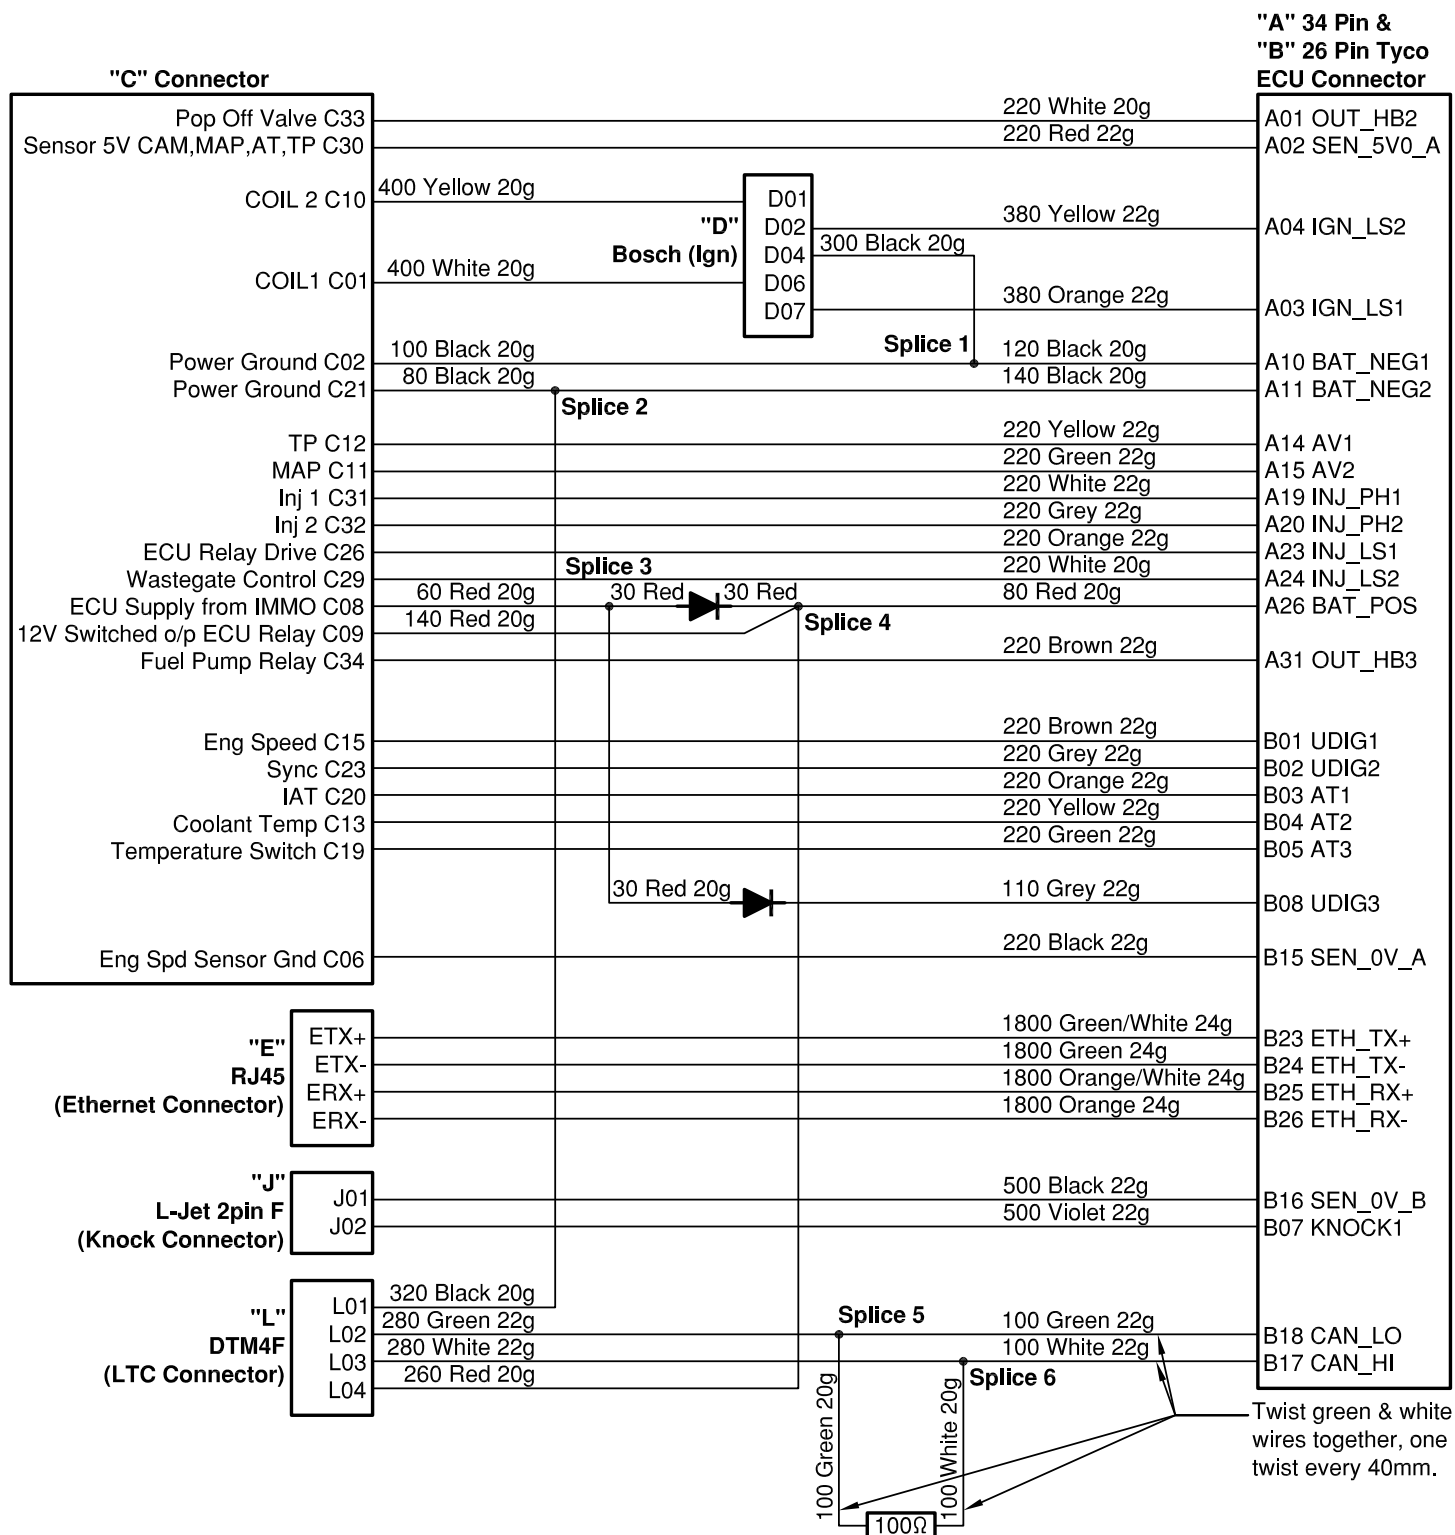 "A" 34 Pin &
"B" 26 Pin Tyco
ECU Connector
"C" Connector
Pop Off Valve C33
220 White 20g
A01 OUT_HB2
Sensor 5V CAM,MAP,AT,TP C30
220 Red 22g
A02 SEN_5V0_A
COIL 2 C10
400 Yellow 20g
"D"
Bosch (Ign)
D01
D02
D04
D06
D07
380 Yellow 22g
A04 IGN_LS2
300 Black 20g
COIL1 C01
400 White 20g
380 Orange 22g
A03 IGN_LS1
Power Ground C02
100 Black 20g
Splice 1
120 Black 20g
A10 BAT_NEG1
Power Ground C21
80 Black 20g
Splice 2
140 Black 20g
A11 BAT_NEG2
TP C12
220 Yellow 22g
A14 AV1
MAP C11
220 Green 22g
A15 AV2
Inj 1 C31
220 White 22g
A19 INJ_PH1
Inj 2 C32
220 Grey 22g
A20 INJ_PH2
ECU Relay Drive C26
220 Orange 22g
A23 INJ_LS1
Wastegate Control C29
Splice 3
220 White 20g
A24 INJ_LS2
ECU Supply from IMMO C08
60 Red 20g
30 Red
30 Red
80 Red 20g
A26 BAT_POS
12V Switched o/p ECU Relay C09
140 Red 20g
Splice 4
Fuel Pump Relay C34
220 Brown 22g
A31 OUT_HB3
Eng Speed C15
220 Brown 22g
B01 UDIG1
Sync C23
220 Grey 22g
B02 UDIG2
IAT C20
220 Orange 22g
B03 AT1
Coolant Temp C13
220 Yellow 22g
B04 AT2
Temperature Switch C19
220 Green 22g
B05 AT3
30 Red 20g
110 Grey 22g
B08 UDIG3
Eng Spd Sensor Gnd C06
220 Black 22g
B15 SEN_0V_A
"E"
RJ45
(Ethernet Connector)
ETX+
1800 Green/White 24g
B23 ETH_TX+
ETX-
1800 Green 24g
B24 ETH_TX-
ERX+
1800 Orange/White 24g
B25 ETH_RX+
ERX-
1800 Orange 24g
B26 ETH_RX-
"J"
L-Jet 2pin F
(Knock Connector)
J01
500 Black 22g
B16 SEN_0V_B
J02
500 Violet 22g
B07 KNOCK1
"L"
DTM4F
(LTC Connector)
L01
320 Black 20g
L02
280 Green 22g
Splice 5
100 Green 22g
B18 CAN_LO
L03
280 White 22g
100 White 22g
B17 CAN_HI
L04
260 Red 20g
Splice 6
100 Green 20g
100 White 20g
100Ω
Twist green & white
wires together, one
twist every 40mm.